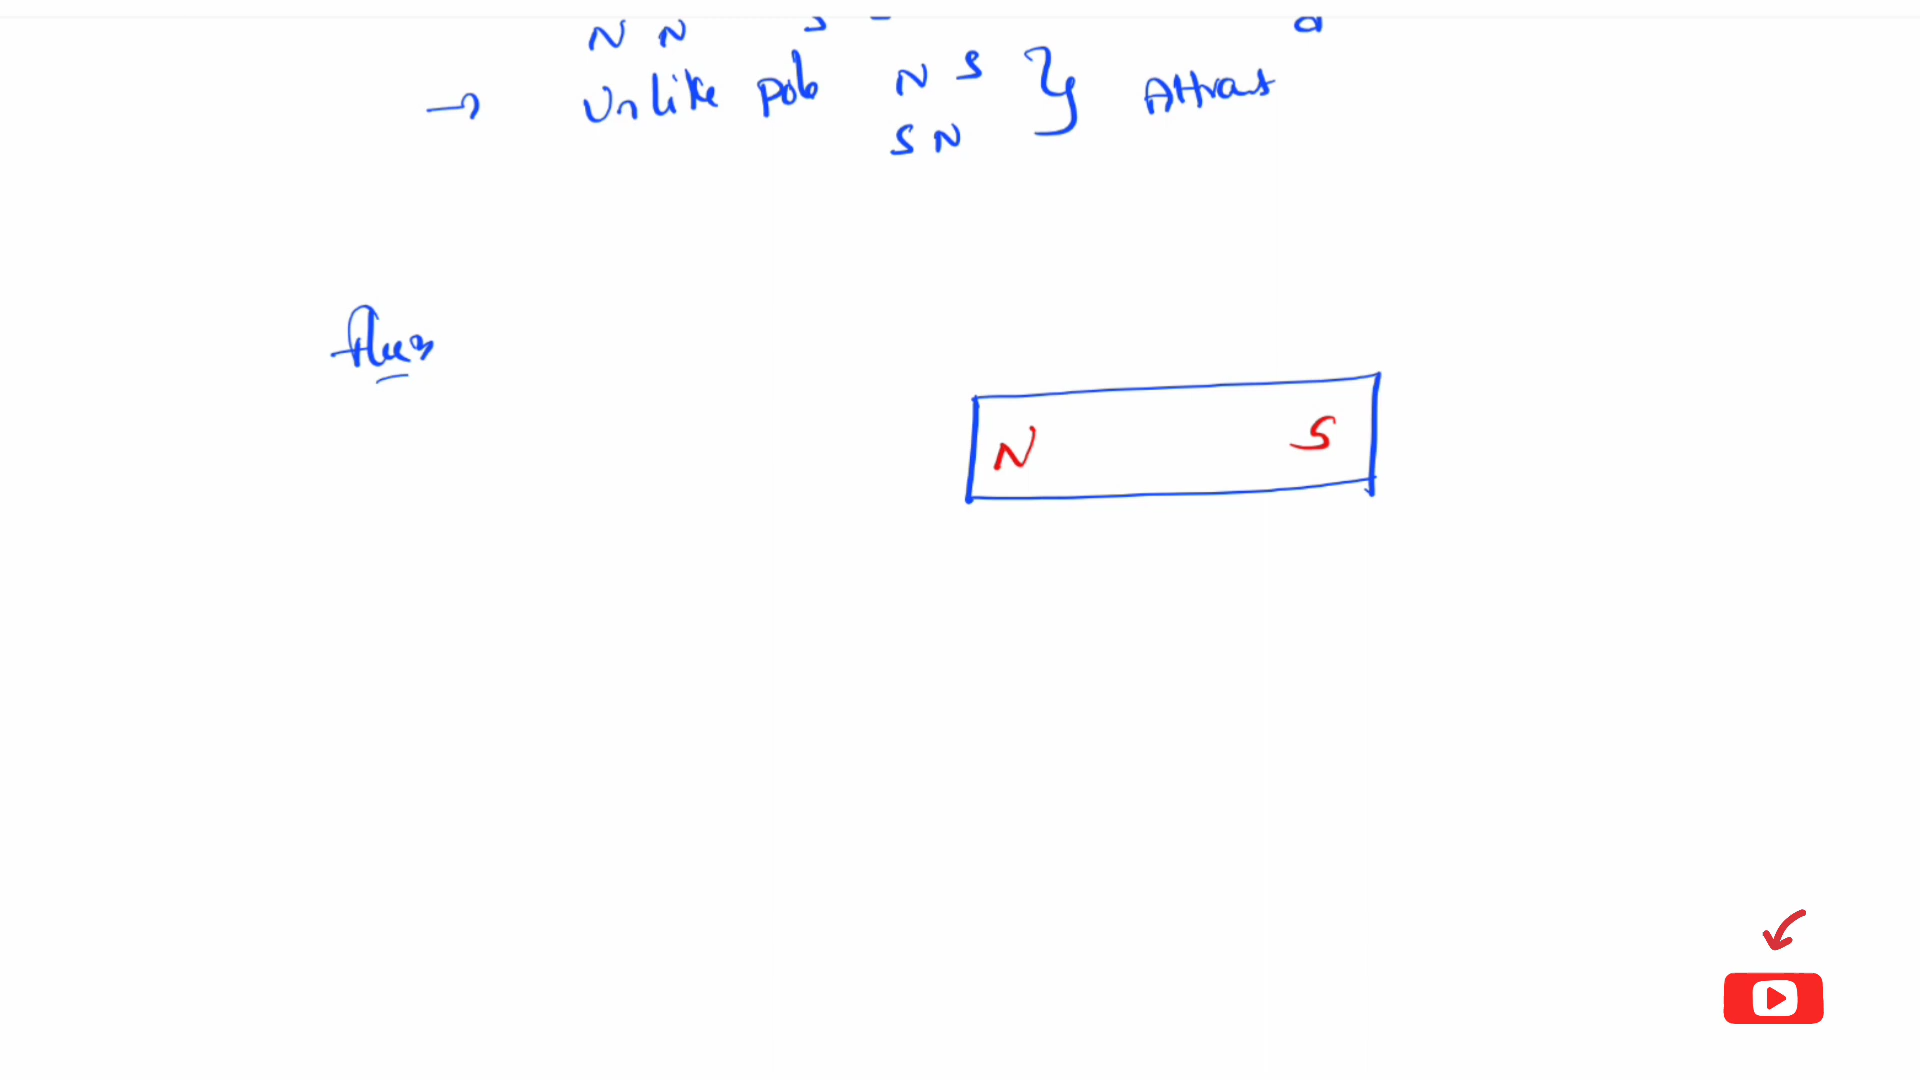 N N
→ Unlike pole N S } Attract
S N
flux
N S